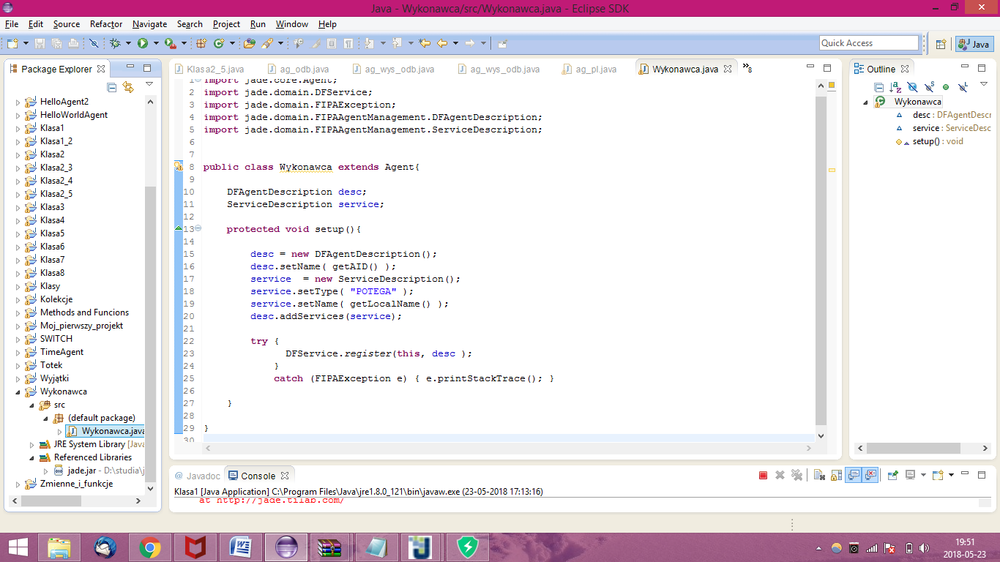 Java - Wykonawca/src/Wykonawca.java - Eclipse SDK
File Edit Source Refactor Navigate Search Project Run Window Help
Quick Access
Java
Package Explorer
HelloAgent2
HelloWorldAgent
Klasa1
Klasa1_2
Klasa2
Klasa2_3
Klasa2_4
Klasa2_5
Klasa3
Klasa4
Klasa5
Klasa6
Klasa7
Klasa8
Klasy
Kolekcje
Methods and Funcions
Moj_pierwszy_projekt
SWITCH
TimeAgent
Totek
Wyjątki
Wykonawca
src
(default package)
Wykonawca.java
JRE System Library [Java
Referenced Libraries
jade.jar - D:\studia\j
Zmienne_i_funkcje
Klasa2_5.java ag_odb.java ag_wys_odb.java ag_wys_odb.java ag_pl.java Wykonawca.java »8
1 import jade.core.Agent;
2 import jade.domain.DFService;
3 import jade.domain.FIPAException;
4 import jade.domain.FIPAAgentManagement.DFAgentDescription;
5 import jade.domain.FIPAAgentManagement.ServiceDescription;
6
7
8 public class Wykonawca extends Agent{
9
10 DFAgentDescription desc;
11 ServiceDescription service;
12
13 protected void setup(){
14
15 desc = new DFAgentDescription();
16 desc.setName( getAID() );
17 service  = new ServiceDescription();
18 service.setType( "POTEGA" );
19 service.setName( getLocalName() );
20 desc.addServices(service);
21
22 try {
23 DFService.register(this, desc );
24 }
25 catch (FIPAException e) { e.printStackTrace(); }
26
27 }
28
29 }
30
Outline
Wykonawca
desc : DFAgentDescr
service : ServiceDesc
setup() : void
@ Javadoc Console
Klasa1 [Java Application] C:\Program Files\Java\jre1.8.0_121\bin\javaw.exe (23-05-2018 17:13:16)
at http://jade.tilab.com/
19:51
2018-05-23